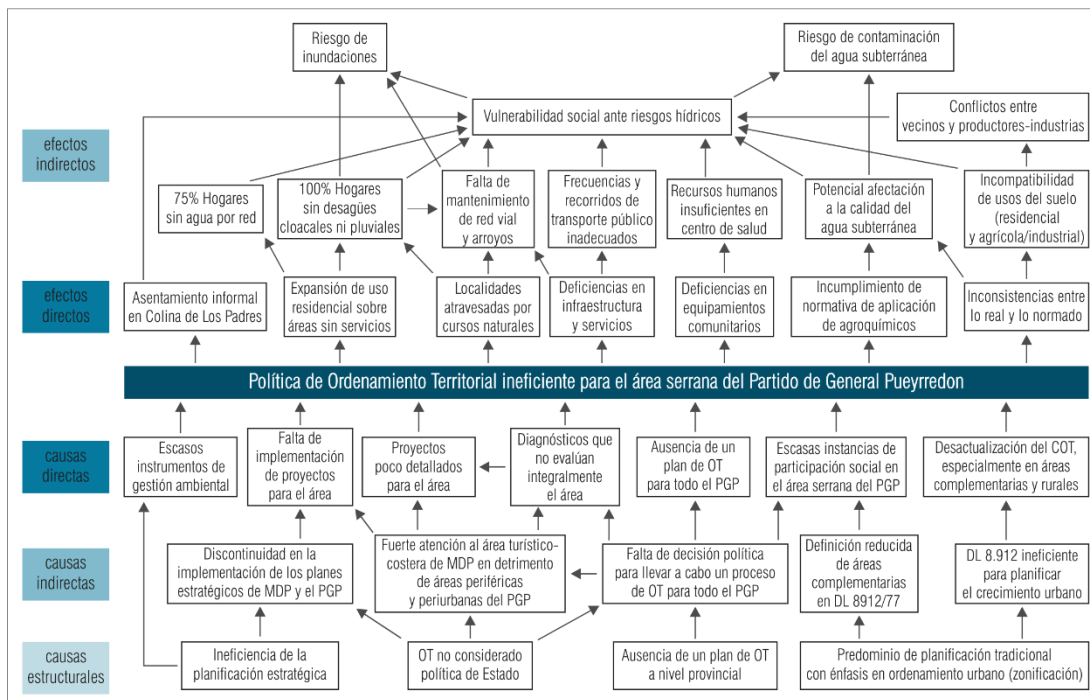 Riesgo de
inundaciones
Riesgo de contaminación
del agua subterránea
Vulnerabilidad social ante riesgos hídricos
Conflictos entre
vecinos y productores-industrias
efectos
indirectos
75% Hogares
sin agua por red
100% Hogares
sin desagües
cloacales ni pluviales
Falta de
mantenimiento
de red vial
y arroyos
Frecuencias y
recorridos de
transporte público
inadecuados
Recursos humanos
insuficientes en
centro de salud
Potencial afectación
a la calidad del
agua subterránea
Incompatibilidad
de usos del suelo
(residencial
y agrícola/industrial)
efectos
directos
Asentamiento informal
en Colina de Los Padres
Expansión de uso
residencial sobre
áreas sin servicios
Localidades
atravesadas por
cursos naturales
Deficiencias en
infraestructura
y servicios
Deficiencias en
equipamientos
comunitarios
Incumplimiento de
normativa de aplicación
de agroquímicos
Inconsistencias entre
lo real y lo normado
Política de Ordenamiento Territorial ineficiente para el área serrana del Partido de General Pueyrredon
causas
directas
Escasos
instrumentos de
gestión ambiental
Falta de
implementación
de proyectos
para el área
Proyectos
poco detallados
para el área
Diagnósticos que
no evalúan
integralmente
el área
Ausencia de un
plan de OT
para todo el PGP
Escasas instancias de
participación social en
el área serrana del PGP
Desactualización del COT,
especialmente en áreas
complementarias y rurales
causas
indirectas
Discontinuidad en la
implementación de los planes
estratégicos de MDP y el PGP
Fuerte atención al área turístico-
costera de MDP en detrimento
de áreas periféricas
y periurbanas del PGP
Falta de decisión política
para llevar a cabo un proceso
de OT para todo el PGP
Definición reducida
de áreas
complementarias
en DL 8912/77
DL 8.912 ineficiente
para planificar
el crecimiento urbano
causas
estructurales
Ineficiencia de la
planificación estratégica
OT no considerado
política de Estado
Ausencia de un plan de OT
a nivel provincial
Predominio de planificación tradicional
con énfasis en ordenamiento urbano (zonificación)